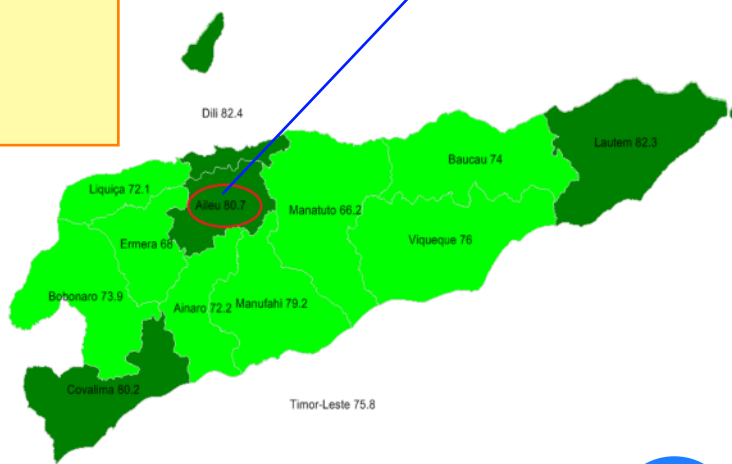 Dili 82.4
Lautem 82.3
Baucau 74
Liquiça 72.1
Aileu 80.7
Manatuto 66.2
Ermera 68
Viqueque 76
Bobonaro 73.9
Ainaro 72.2
Manufahi 79.2
Covalima 80.2
Timor-Leste 75.8